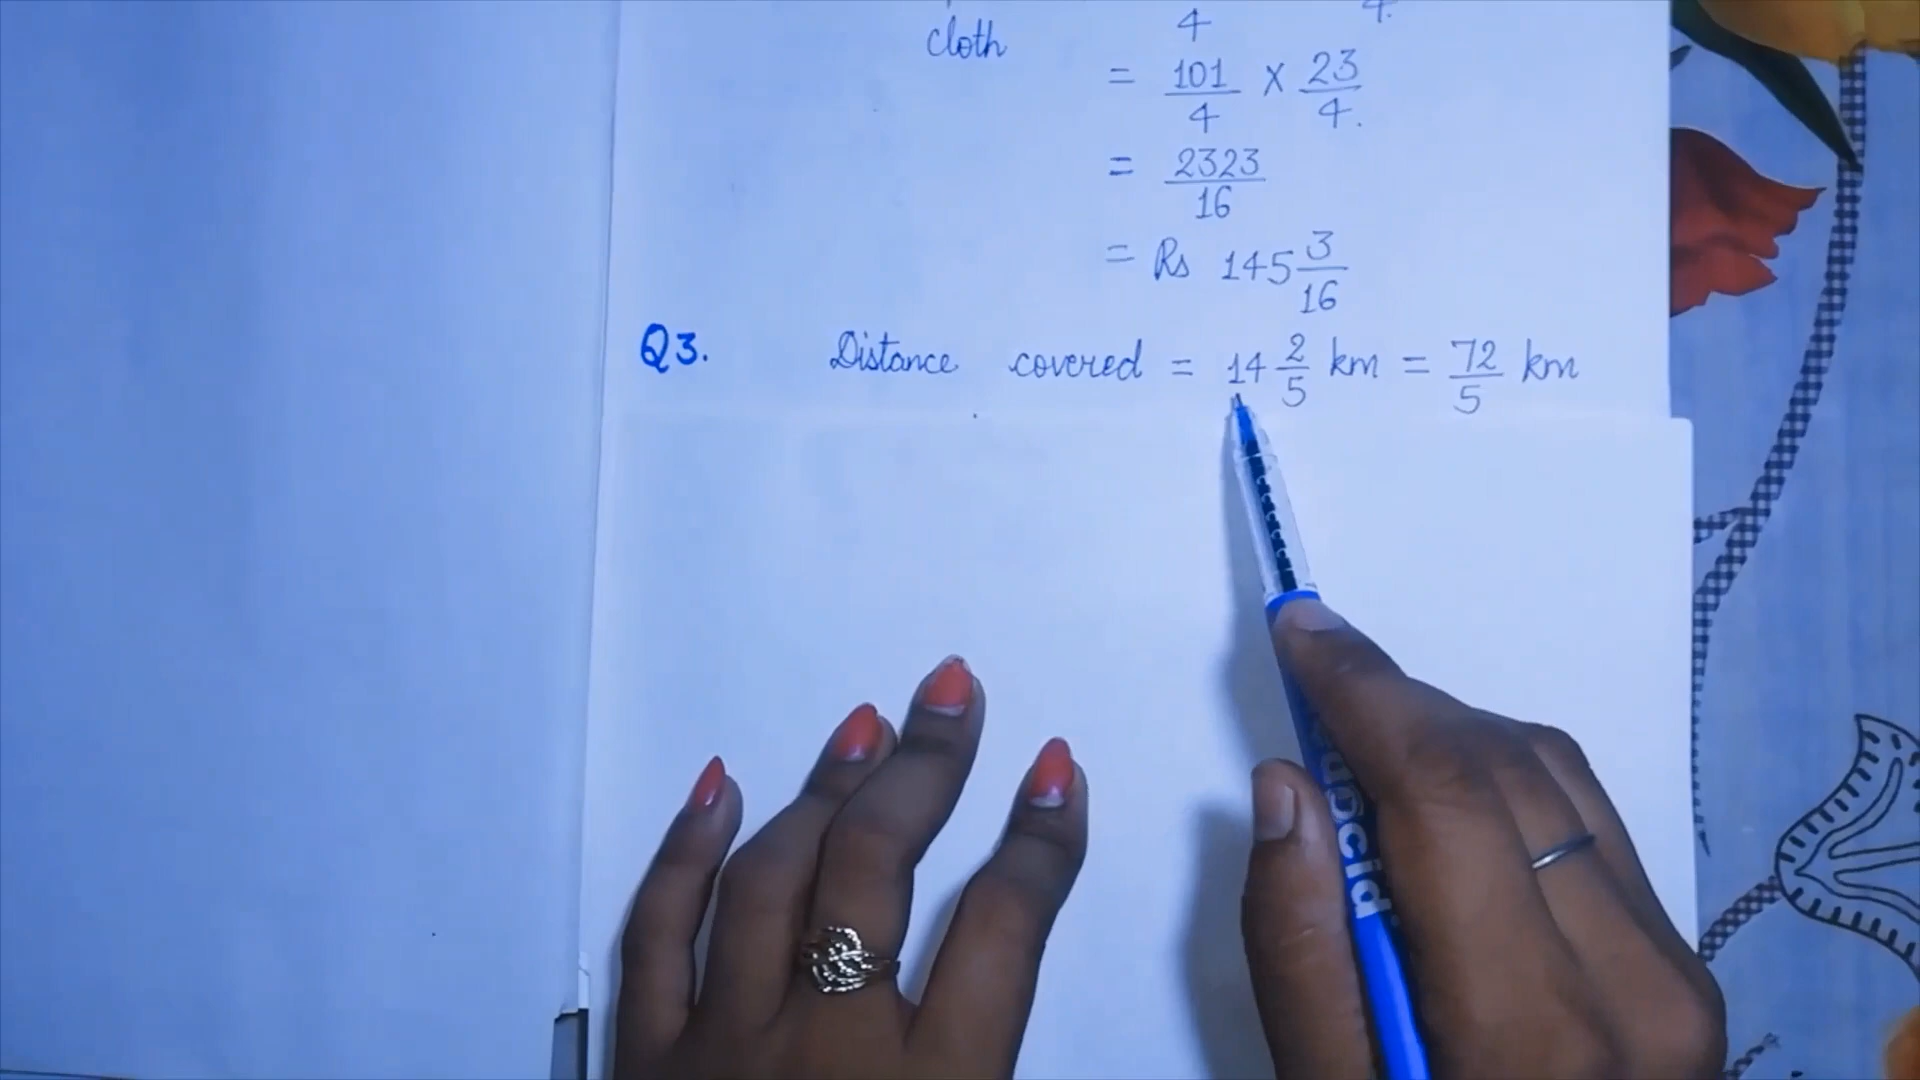 4 4.
cloth
= 101/4 X 23/4.
= 2323/16
= Rs 145 3/16
Q3. Distance covered = 14 2/5 km = 72/5 km